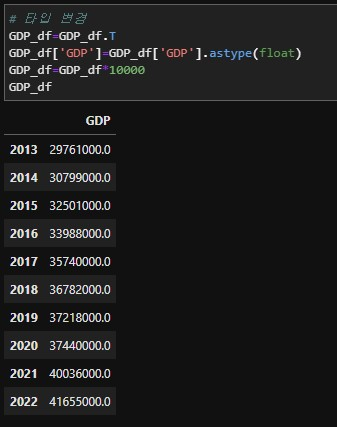 # 타입 변경
GDP_df=GDP_df.T
GDP_df['GDP']=GDP_df['GDP'].astype(float)
GDP_df=GDP_df*10000
GDP_df
GDP
2013 29761000.0
2014 30799000.0
2015 32501000.0
2016 33988000.0
2017 35740000.0
2018 36782000.0
2019 37218000.0
2020 37440000.0
2021 40036000.0
2022 41655000.0